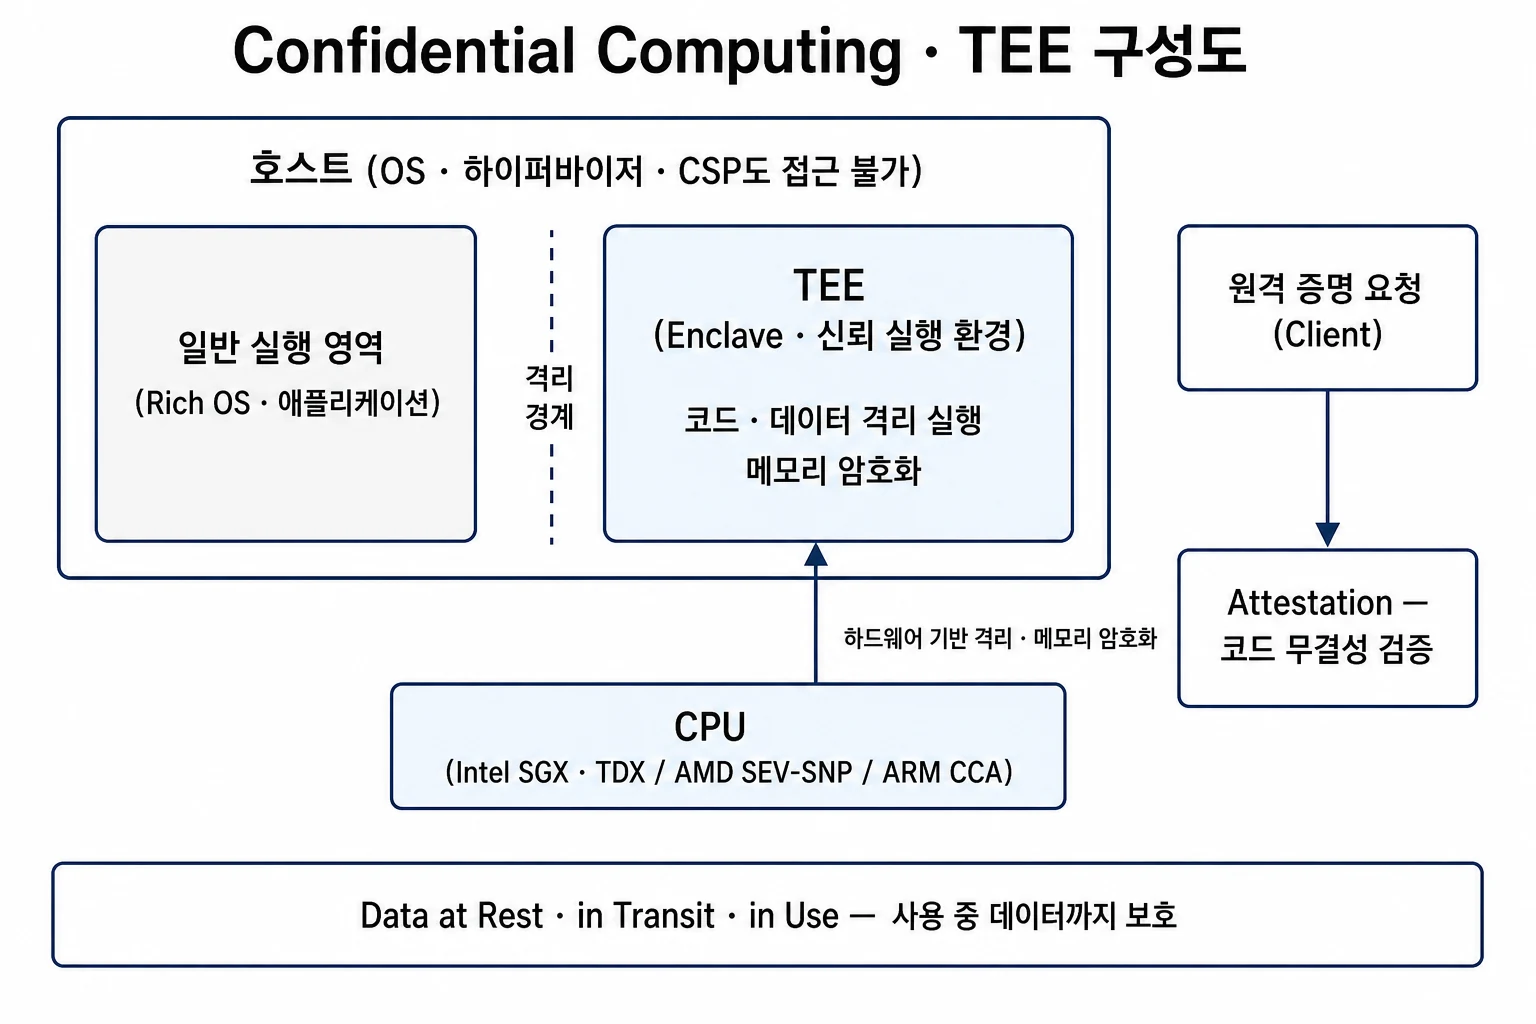 Confidential Computing · TEE 구성도
호스트 (OS · 하이퍼바이저 · CSP도 접근 불가)
일반 실행 영역
(Rich OS · 애플리케이션)
격리
경계
TEE
(Enclave · 신뢰 실행 환경)
코드 · 데이터 격리 실행
메모리 암호화
원격 증명 요청
(Client)
Attestation —
코드 무결성 검증
하드웨어 기반 격리 · 메모리 암호화
CPU
(Intel SGX · TDX / AMD SEV-SNP / ARM CCA)
Data at Rest · in Transit · in Use — 사용 중 데이터까지 보호